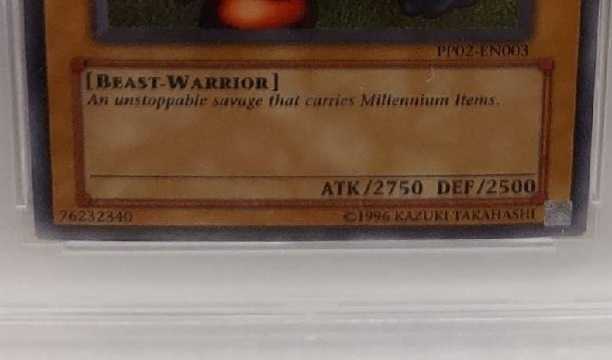 PP02-EN003
[BEAST-WARRIOR]
An unstoppable savage that carries Millennium Items.
ATK/2750 DEF/2500
76232340
©1996 KAZUKI TAKAHASHI